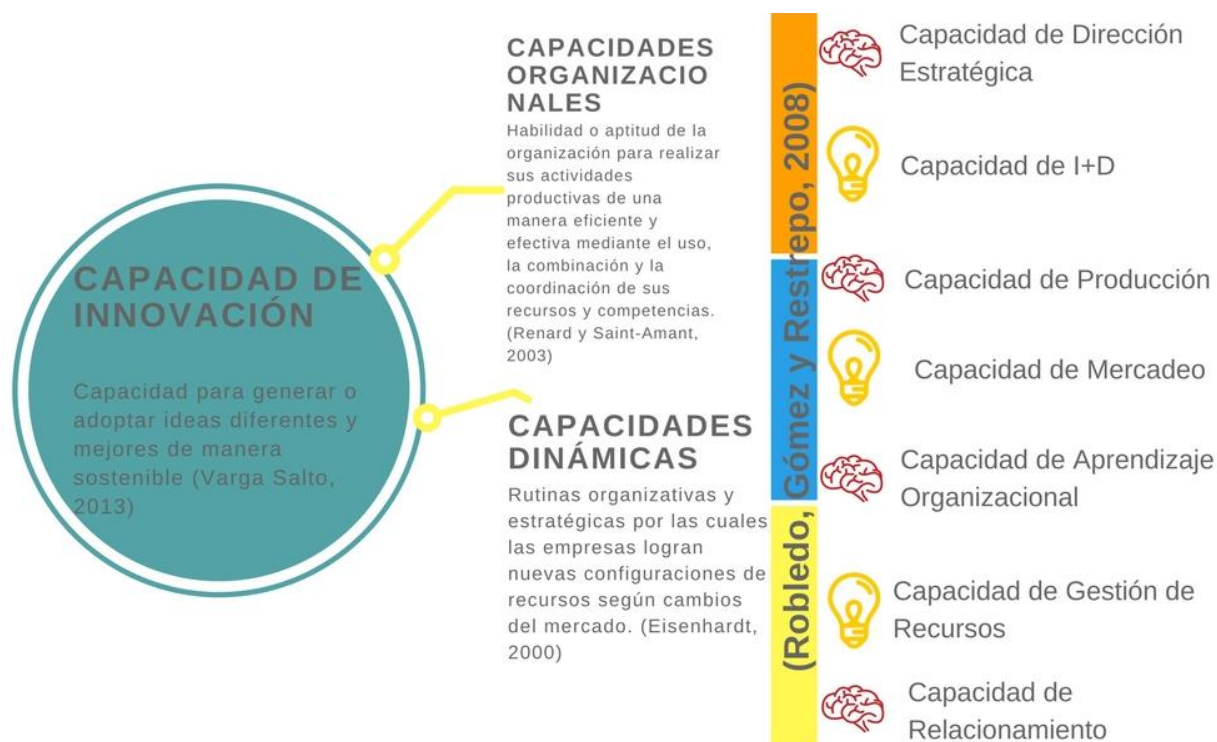 CAPACIDAD DE
INNOVACIÓN
Capacidad para generar o
adoptar ideas diferentes y
mejores de manera
sostenible (Varga Salto,
2013)
CAPACIDADES
ORGANIZACIO
NALES
Habilidad o aptitud de la
organización para realizar
sus actividades
productivas de una
manera eficiente y
efectiva mediante el uso,
la combinación y la
coordinación de sus
recursos y competencias.
(Renard y Saint-Amant,
2003)
CAPACIDADES
DINÁMICAS
Rutinas organizativas y
estratégicas por las cuales
las empresas logran
nuevas configuraciones de
recursos según cambios
del mercado. (Eisenhardt,
2000)
(Robledo, Gómez y Restrepo, 2008)
Capacidad de Dirección
Estratégica
Capacidad de I+D
Capacidad de Producción
Capacidad de Mercadeo
Capacidad de Aprendizaje
Organizacional
Capacidad de Gestión de
Recursos
Capacidad de
Relacionamiento